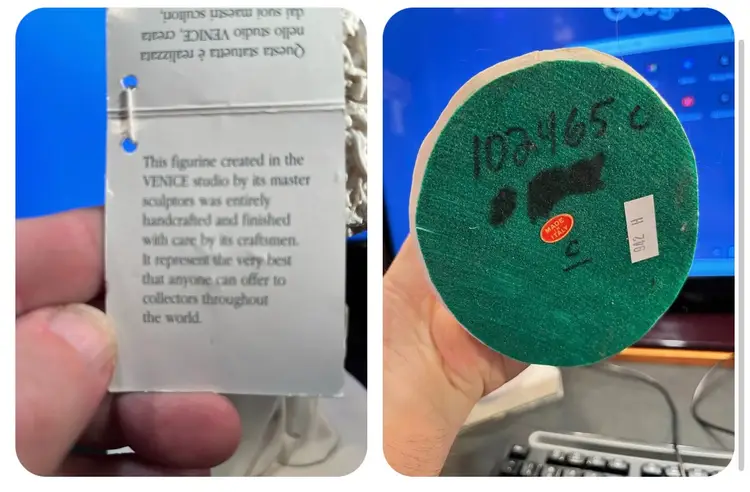 Questa statuetta è realizzata
nello studio VENICE, creata
dai suoi maestri scultori,
This figurine created in the
VENICE studio by its master
sculptors was entirely
handcrafted and finished
with care by its craftsmen.
It represent the very best
that anyone can offer to
collectors throughout
the world.
Google
102465 C
MADE
ITALY
C
942 H